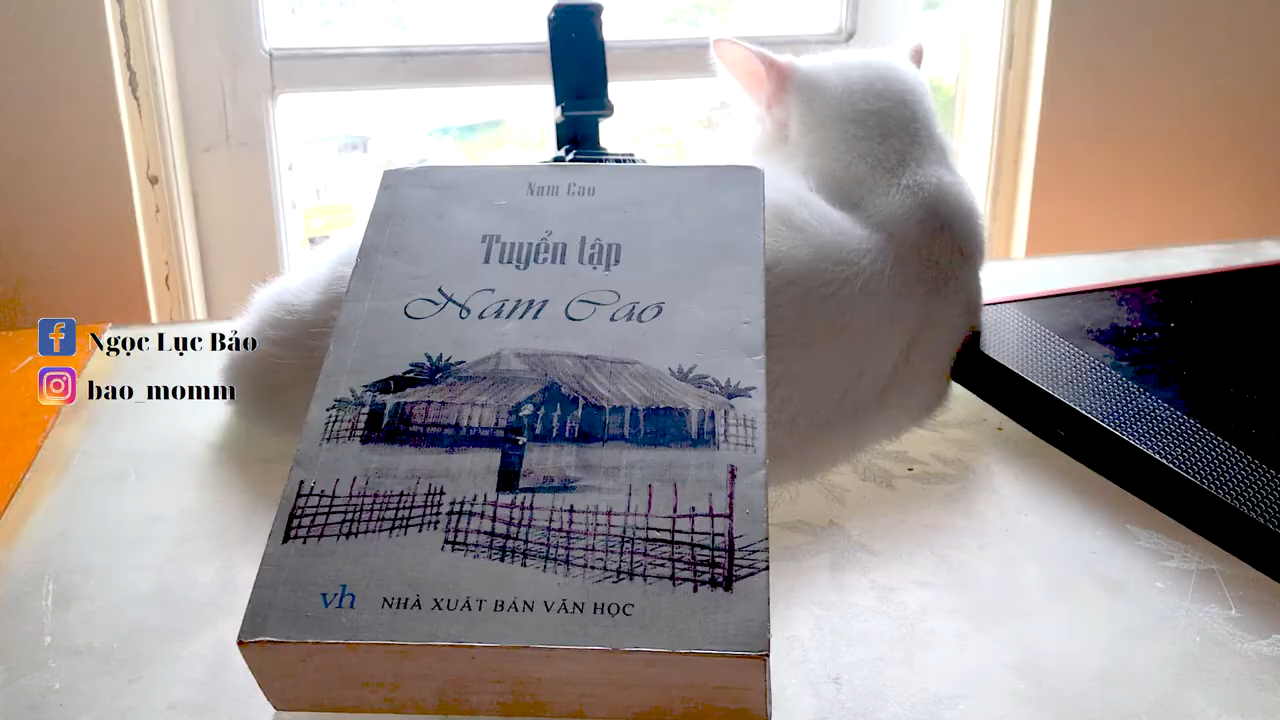 Nam Cao
Tuyển tập
Nam Cao
Ngọc Lục Bảo
bao_momm
vh NHÀ XUẤT BẢN VĂN HỌC